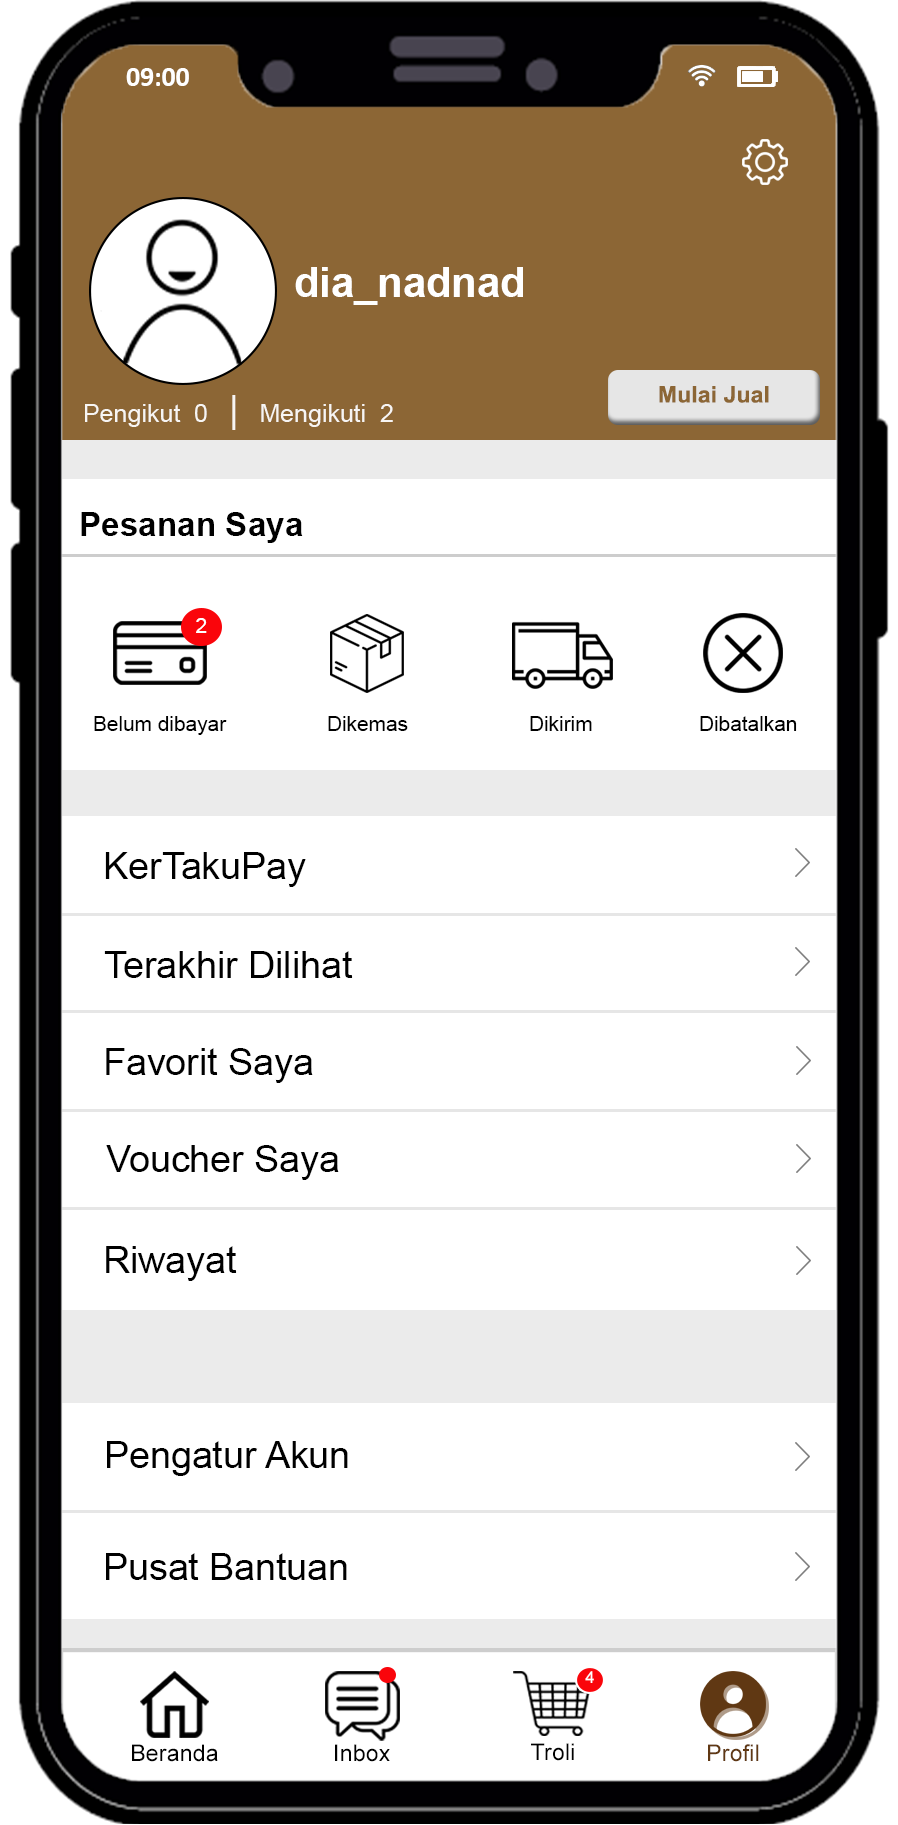 09:00
dia_nadnad
Pengikut 0 | Mengikuti 2
Mulai Jual
Pesanan Saya
2
Belum dibayar
Dikemas
Dikirim
Dibatalkan
KerTakuPay
Terakhir Dilihat
Favorit Saya
Voucher Saya
Riwayat
Pengatur Akun
Pusat Bantuan
4
Beranda
Inbox
Troli
Profil